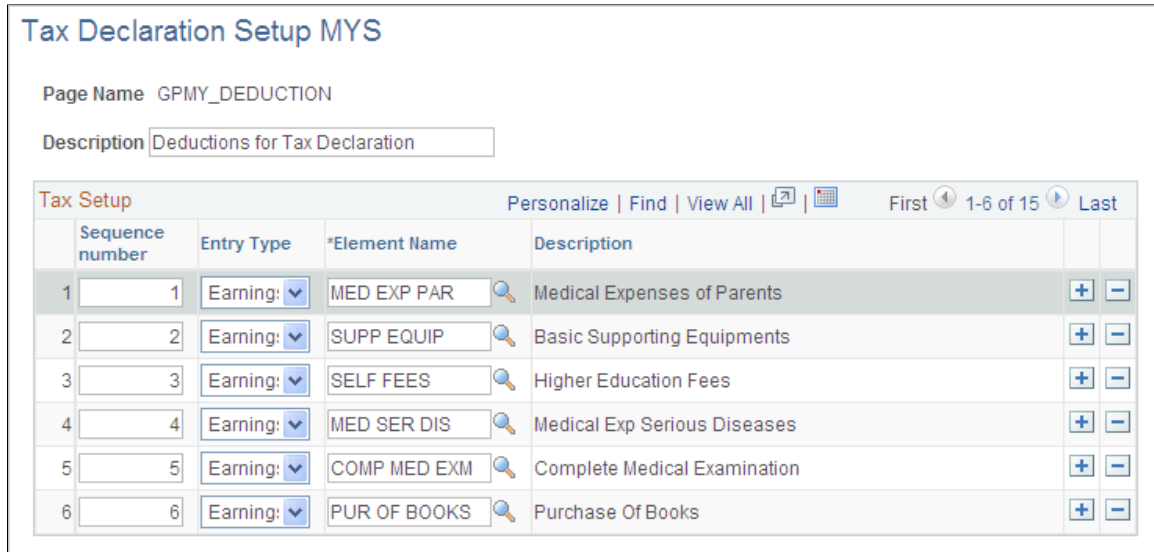 Tax Declaration Setup MYS
Page Name GPMY_DEDUCTION
Description Deductions for Tax Declaration
Tax Setup Personalize | Find | View All | | First 1-6 of 15 Last
Sequence number Entry Type *Element Name Description
1 1 Earning: MED EXP PAR Medical Expenses of Parents + -
2 2 Earning: SUPP EQUIP Basic Supporting Equipments + -
3 3 Earning: SELF FEES Higher Education Fees + -
4 4 Earning: MED SER DIS Medical Exp Serious Diseases + -
5 5 Earning: COMP MED EXM Complete Medical Examination + -
6 6 Earning: PUR OF BOOKS Purchase Of Books + -